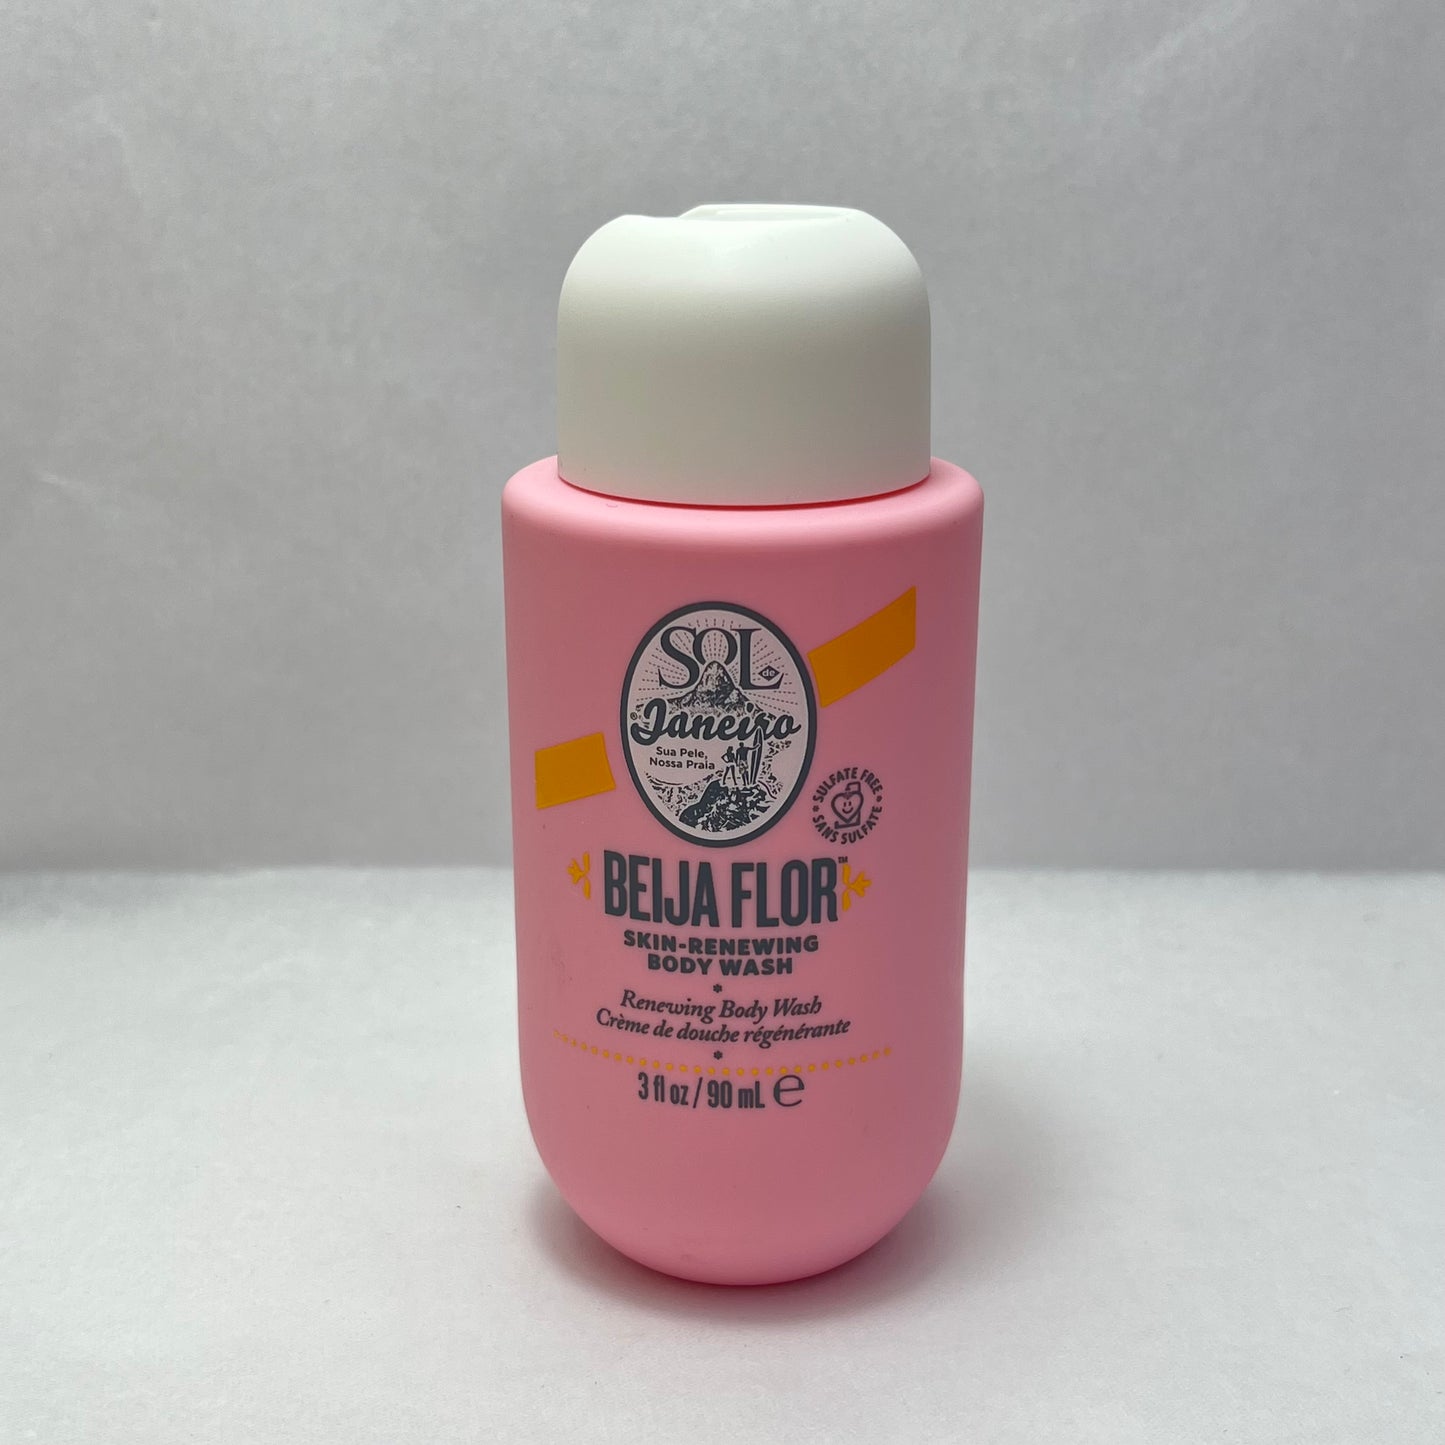 SOL de
Janeiro®
Sua Pele,
Nossa Praia
SULFATE FREE
SANS SULFATE
BEIJA FLOR™
SKIN-RENEWING
BODY WASH
Renewing Body Wash
Crème de douche régénérante
3 fl oz / 90 mL ℮